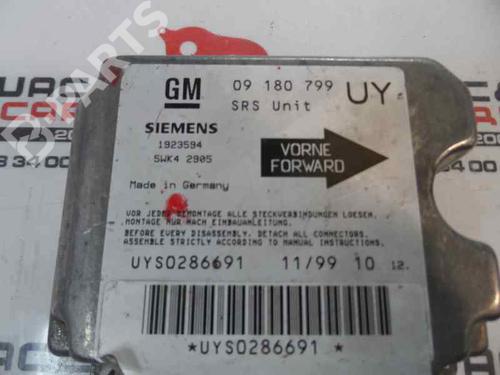 GM 09 180 799 UY
SRS Unit
SIEMENS
1923594
5WK4 2905
VORNE
FORWARD
Made in Germany
VOR JEDER DEMONTAGE ALLE STECKVERBINDUNGEN LOESEN.
MONTAGE NUR NACH EINBAUANLEITUNG.
BEFORE EVERY DISASSEMBLY, DETACH ALL CONNECTORS.
ASSEMBLE STRICTLY ACCORDING TO MANUAL INSTRUCTIONS.
UYS0286691 11/99 10 12.
*UYS0286691 *
B-PARTS